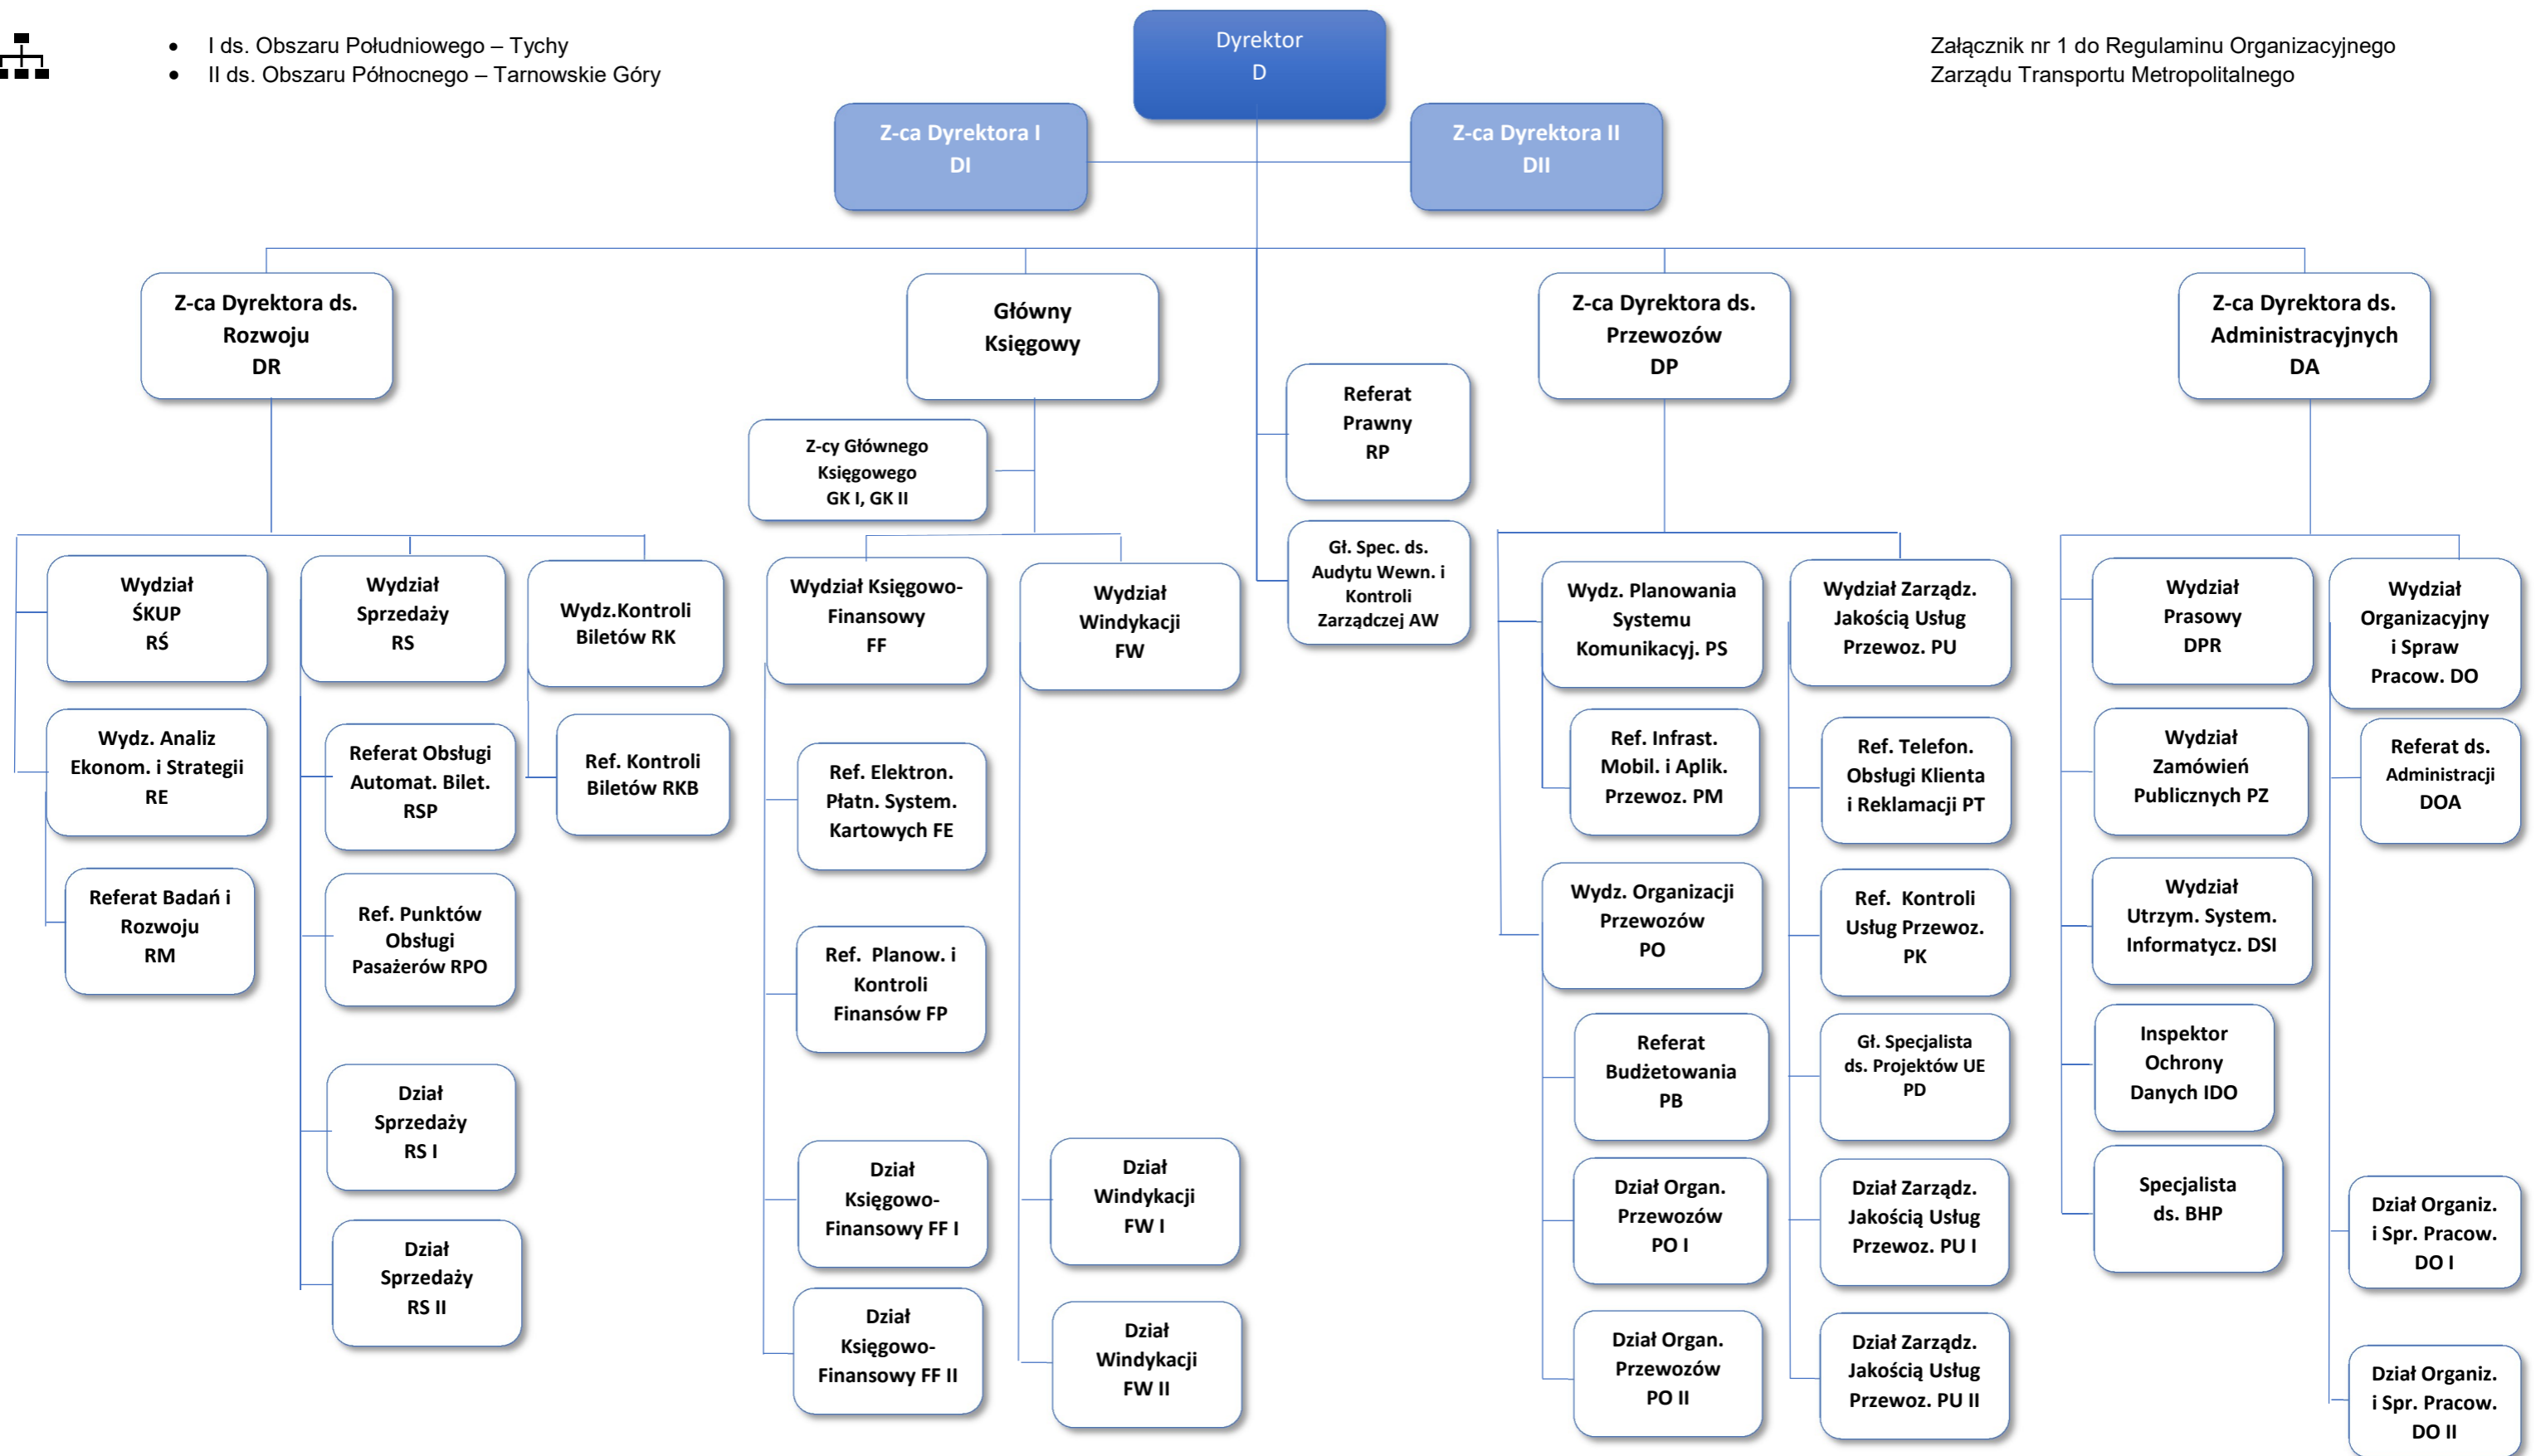 • I ds. Obszaru Południowego – Tychy
• II ds. Obszaru Północnego – Tarnowskie Góry
Dyrektor
D
Załącznik nr 1 do Regulaminu Organizacyjnego
Zarządu Transportu Metropolitalnego
Z-ca Dyrektora I
DI
Z-ca Dyrektora II
DII
Z-ca Dyrektora ds.
Rozwoju
DR
Główny
Księgowy
Z-ca Dyrektora ds.
Przewozów
DP
Z-ca Dyrektora ds.
Administracyjnych
DA
Z-cy Głównego
Księgowego
GK I, GK II
Referat
Prawny
RP
Gł. Spec. ds.
Audytu Wewn. i
Kontroli
Zarządczej AW
Wydział
ŚKUP
RŚ
Wydz. Analiz
Ekonom. i Strategii
RE
Referat Badań i
Rozwoju
RM
Wydział
Sprzedaży
RS
Referat Obsługi
Automat. Bilet.
RSP
Ref. Punktów
Obsługi
Pasażerów RPO
Dział
Sprzedaży
RS I
Dział
Sprzedaży
RS II
Wydz.Kontroli
Biletów RK
Ref. Kontroli
Biletów RKB
Wydział Księgowo-
Finansowy
FF
Ref. Elektron.
Płatn. System.
Kartowych FE
Ref. Planow. i
Kontroli
Finansów FP
Dział
Księgowo-
Finansowy FF I
Dział
Księgowo-
Finansowy FF II
Wydział
Windykacji
FW
Dział
Windykacji
FW I
Dział
Windykacji
FW II
Wydz. Planowania
Systemu
Komunikacyj. PS
Ref. Infrast.
Mobil. i Aplik.
Przewoz. PM
Wydz. Organizacji
Przewozów
PO
Referat
Budżetowania
PB
Dział Organ.
Przewozów
PO I
Dział Organ.
Przewozów
PO II
Wydział Zarządz.
Jakością Usług
Przewoz. PU
Ref. Telefon.
Obsługi Klienta
i Reklamacji PT
Ref. Kontroli
Usług Przewoz.
PK
Gł. Specjalista
ds. Projektów UE
PD
Dział Zarządz.
Jakością Usług
Przewoz. PU I
Dział Zarządz.
Jakością Usług
Przewoz. PU II
Wydział
Prasowy
DPR
Wydział
Zamówień
Publicznych PZ
Wydział
Utrzym. System.
Informatycz. DSI
Inspektor
Ochrony
Danych IDO
Specjalista
ds. BHP
Wydział
Organizacyjny
i Spraw
Pracow. DO
Referat ds.
Administracji
DOA
Dział Organiz.
i Spr. Pracow.
DO I
Dział Organiz.
i Spr. Pracow.
DO II